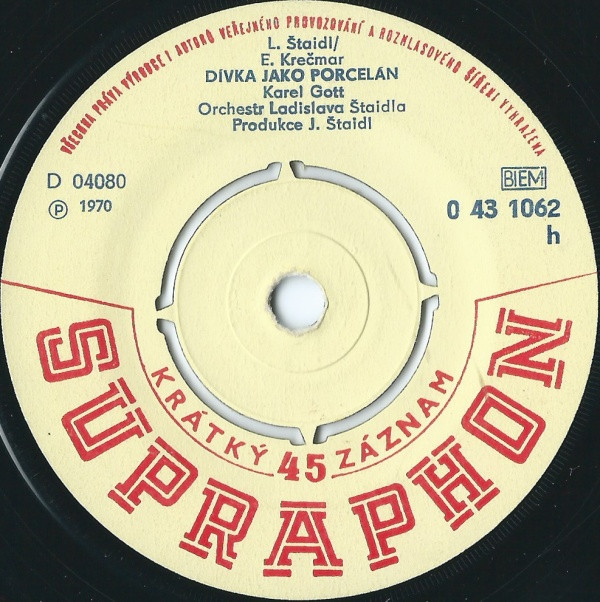 VŠECHNA PRÁVA VÝROBCE I AUTORŮ VEŘEJNÉHO PROVOZOVÁNÍ A ROZHLASOVÉHO ŠÍŘENÍ VYHRAŽENA
L. Štaidl/
E. Krečmar
DÍVKA JAKO PORCELÁN
Karel Gott
Orchestr Ladislava Štaidla
Produkce J. Štaidl
D 04080
Ⓟ 1970
BIEM
0 43 1062
h
KRÁTKÝ 45 ZÁZNAM
SUPRAPHON